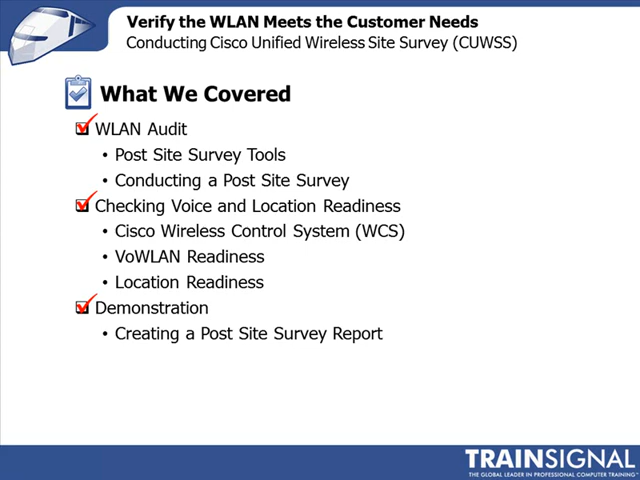 Verify the WLAN Meets the Customer Needs
Conducting Cisco Unified Wireless Site Survey (CUWSS)
What We Covered
WLAN Audit
• Post Site Survey Tools
• Conducting a Post Site Survey
Checking Voice and Location Readiness
• Cisco Wireless Control System (WCS)
• VoWLAN Readiness
• Location Readiness
Demonstration
• Creating a Post Site Survey Report
TRAINSIGNAL
THE GLOBAL LEADER IN PROFESSIONAL COMPUTER TRAINING™